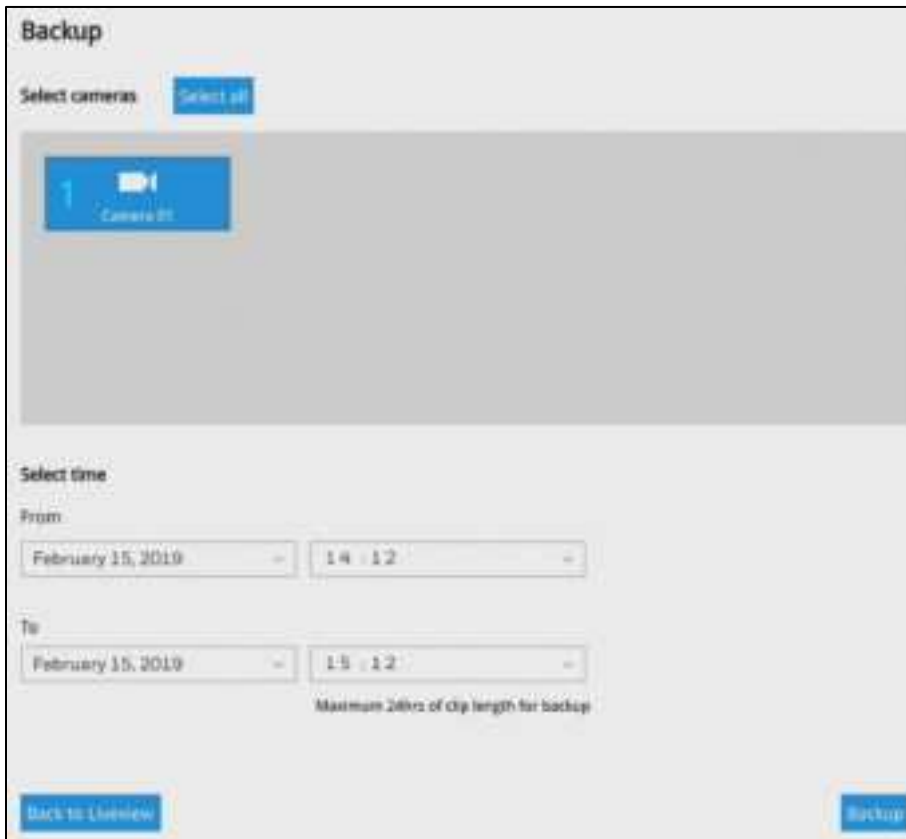 Backup
Select cameras
Select all
1
Camera 01
Select time
From
February 15, 2019
14 : 12
To
February 15, 2019
15 : 12
Maximum 24hrs of clip length for backup
Back to Liveview
Backup